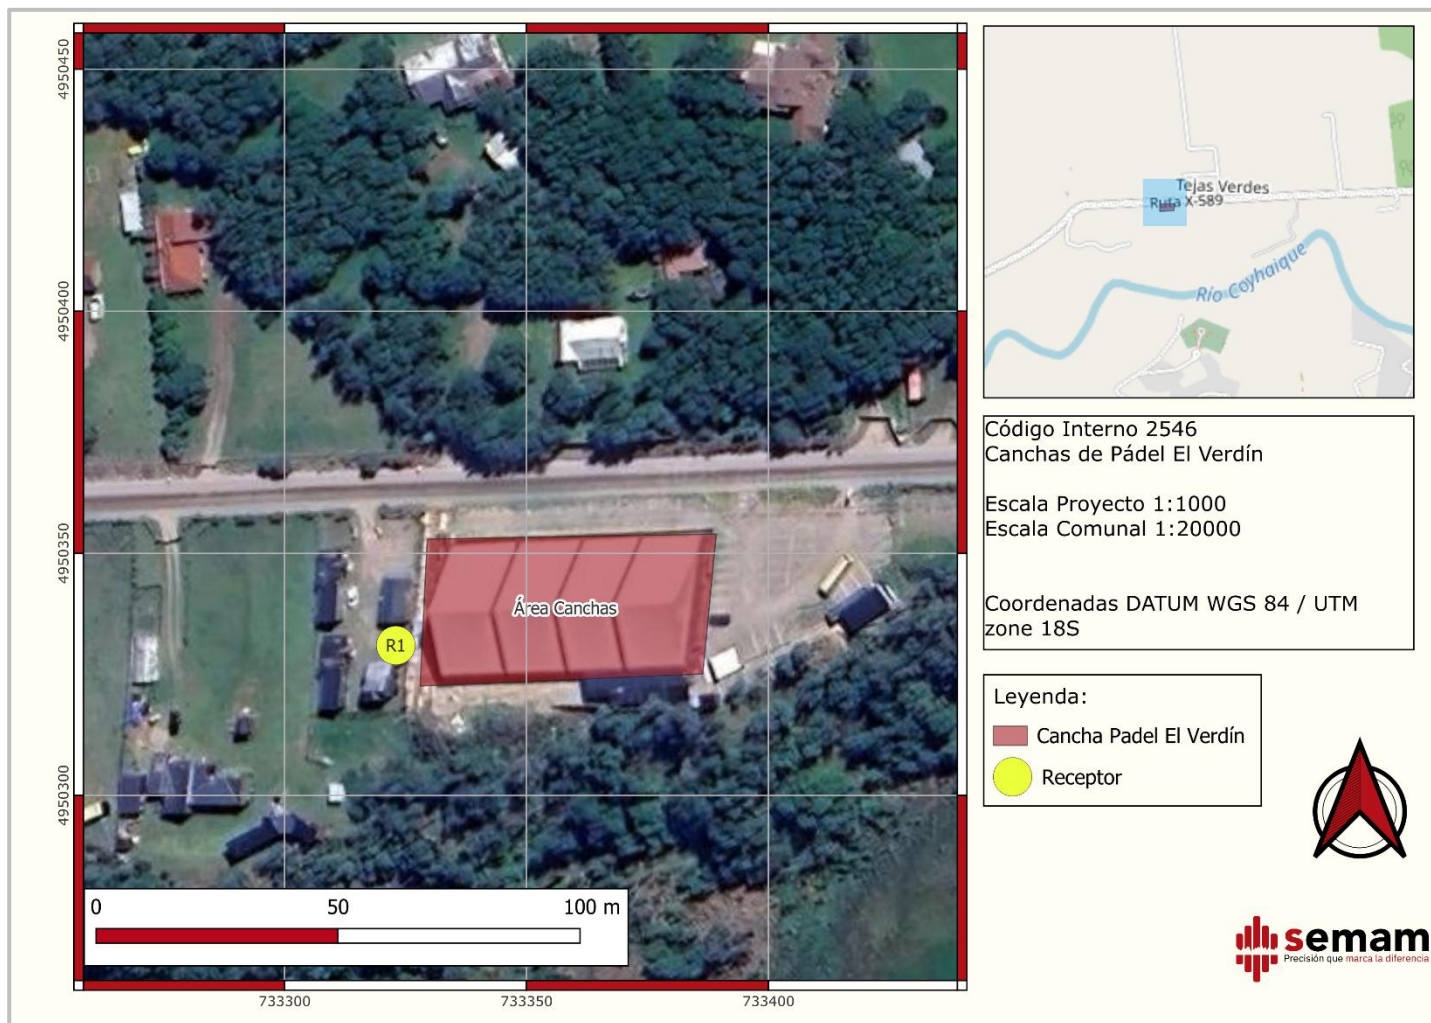 4950450
4950400
4950350
4950300
733300
733350
733400
Área Canchas
R1
0
50
100 m
Tejas Verdes
Ruta X-589
Río Coyhaique
Código Interno 2546
Canchas de Pádel El Verdín
Escala Proyecto 1:1000
Escala Comunal 1:20000
Coordenadas DATUM WGS 84 / UTM
zone 18S
Leyenda:
Cancha Padel El Verdín
Receptor
semam
Precisión que marca la diferencia